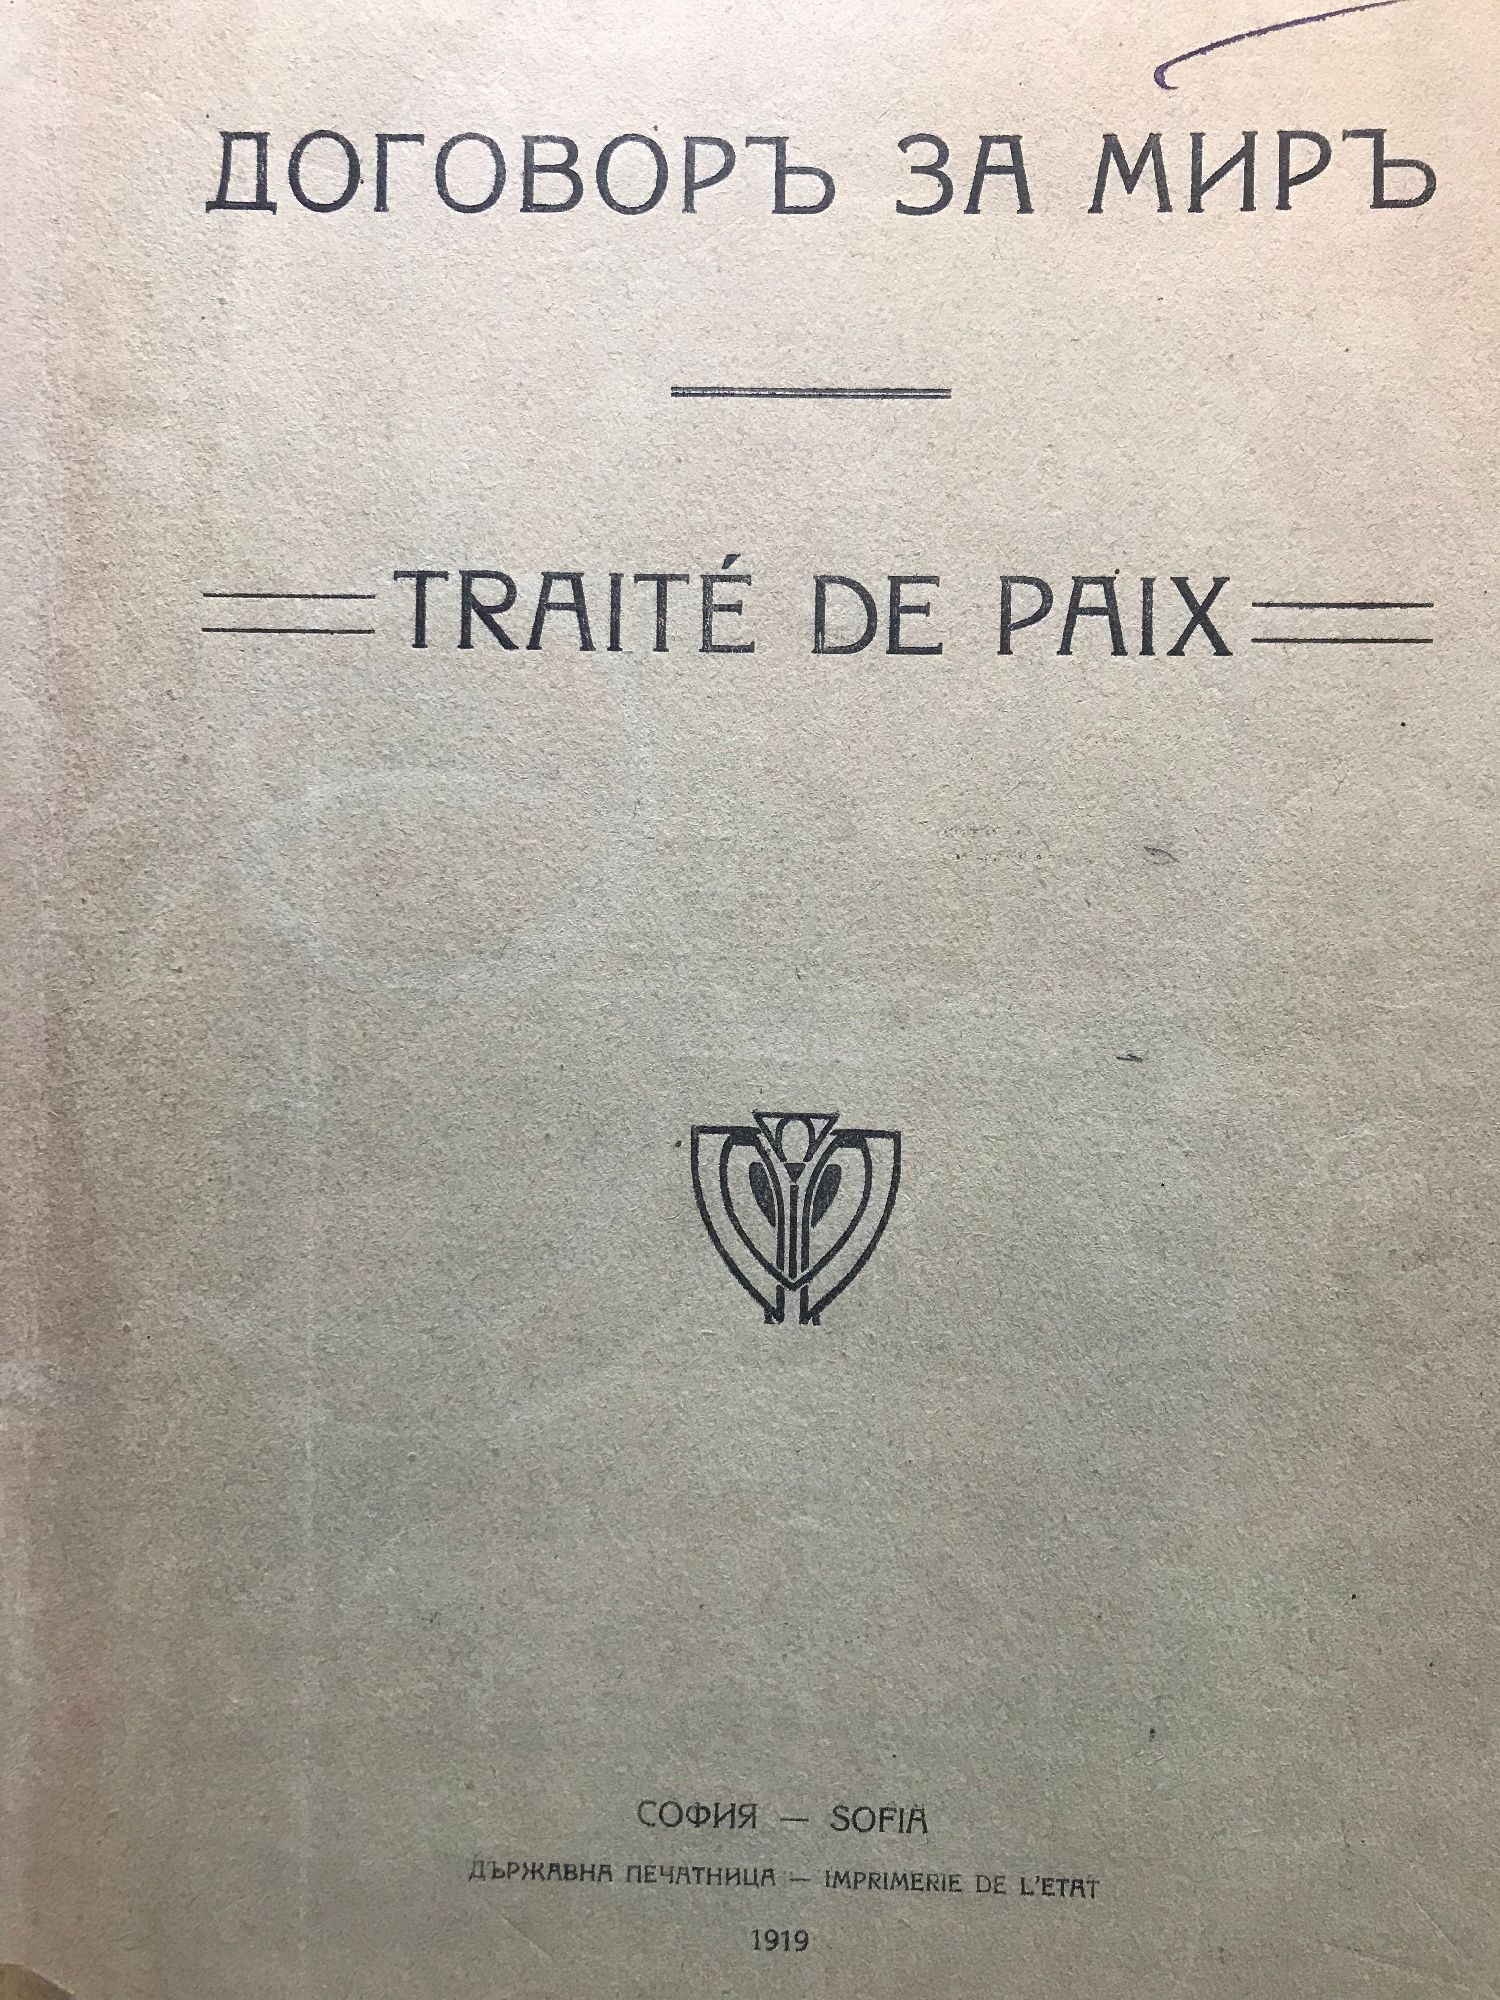 ДОГОВОРЪ ЗА МИРЪ
TRAITÉ DE PAIX
СОФИЯ — SOFIA
ДЪРЖАВНА ПЕЧАТНИЦА — IMPRIMERIE DE L'ETAT
1919